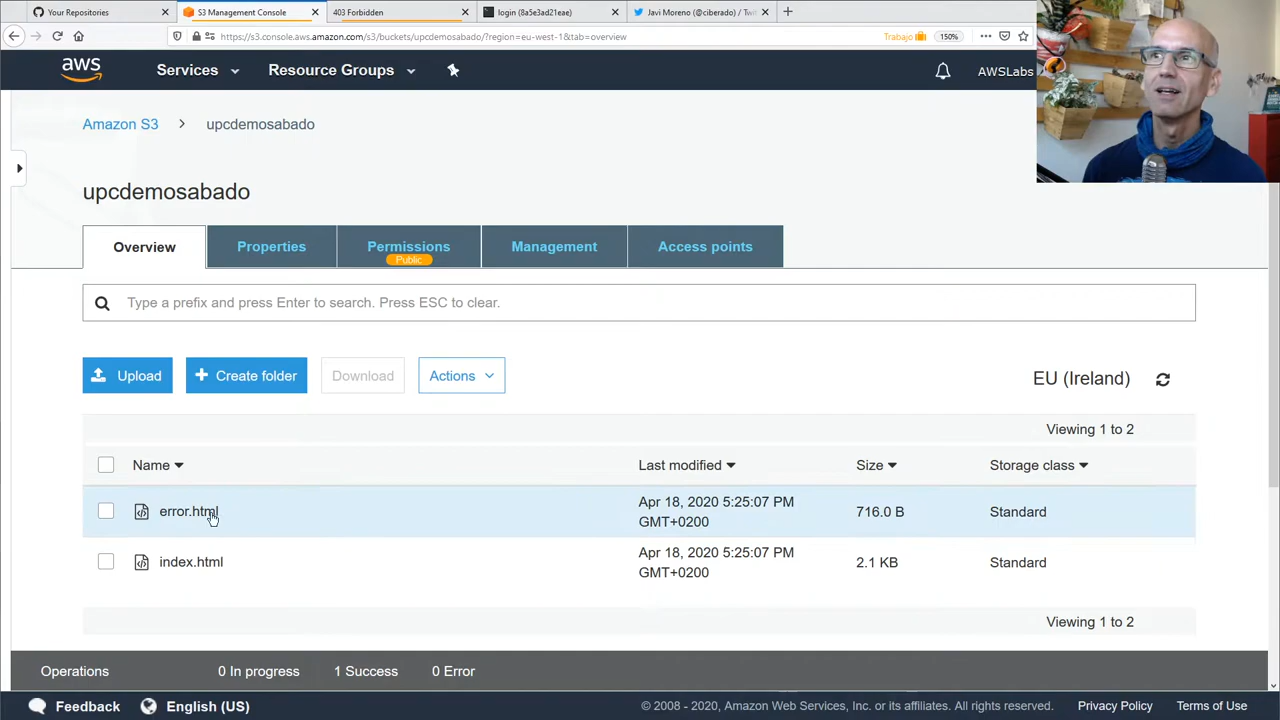 Your Repositories
S3 Management Console
403 Forbidden
login (8a5e3ad21eae)
Javi Moreno (@ciberado) / Twit
https://s3.console.aws.amazon.com/s3/buckets/upcdemosabado/?region=eu-west-1&tab=overview
Trabajo
150%
aws
Services
Resource Groups
AWSLabs
Amazon S3
upcdemosabado
upcdemosabado
Overview
Properties
Permissions
Public
Management
Access points
Type a prefix and press Enter to search. Press ESC to clear.
Upload
Create folder
Download
Actions
EU (Ireland)
Viewing 1 to 2
Name
Last modified
Size
Storage class
error.html
Apr 18, 2020 5:25:07 PM
GMT+0200
716.0 B
Standard
index.html
Apr 18, 2020 5:25:07 PM
GMT+0200
2.1 KB
Standard
Viewing 1 to 2
Operations
0 In progress
1 Success
0 Error
Feedback
English (US)
© 2008 - 2020, Amazon Web Services, Inc. or its affiliates. All rights reserved.
Privacy Policy
Terms of Use